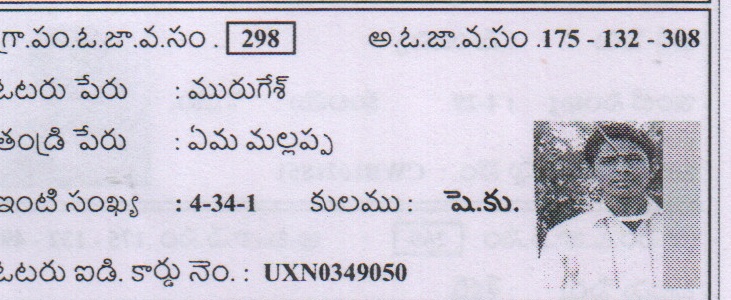 గ్రా.పం.ఓ.జా.వ.సం . 298 అ.ఓ.జా.వ.సం .175 - 132 - 308
ఓటరు పేరు : మురుగేశ్
తండ్రి పేరు : ఏమ మల్లప్ప
ఇంటి సంఖ్య : 4-34-1 కులము : షె.కు.
ఓటరు ఐడి. కార్డు నెం. : UXN0349050